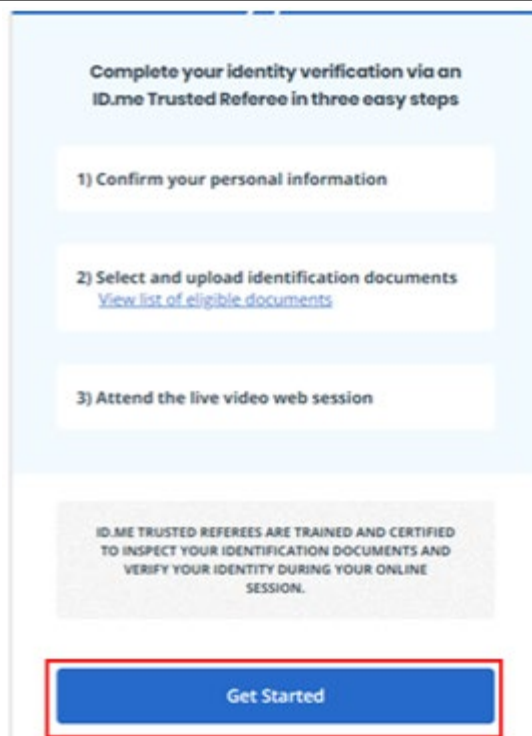 Complete your identity verification via an
ID.me Trusted Referee in three easy steps
1) Confirm your personal information
2) Select and upload identification documents
View list of eligible documents
3) Attend the live video web session
ID.ME TRUSTED REFEREES ARE TRAINED AND CERTIFIED
TO INSPECT YOUR IDENTIFICATION DOCUMENTS AND
VERIFY YOUR IDENTITY DURING YOUR ONLINE
SESSION.
Get Started